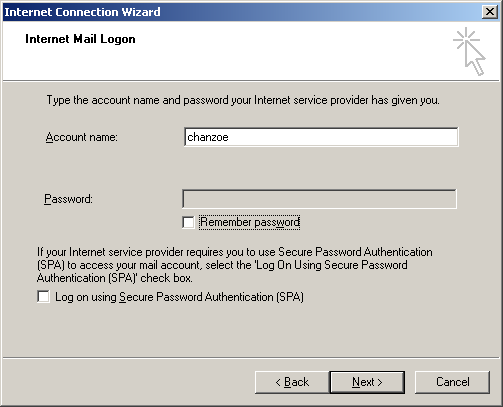 Internet Connection Wizard
Internet Mail Logon
Type the account name and password your Internet service provider has given you.
Account name: chanzoe
Password:
Remember password
If your Internet service provider requires you to use Secure Password Authentication
(SPA) to access your mail account, select the 'Log On Using Secure Password
Authentication (SPA)' check box.
Log on using Secure Password Authentication (SPA)
< Back Next > Cancel